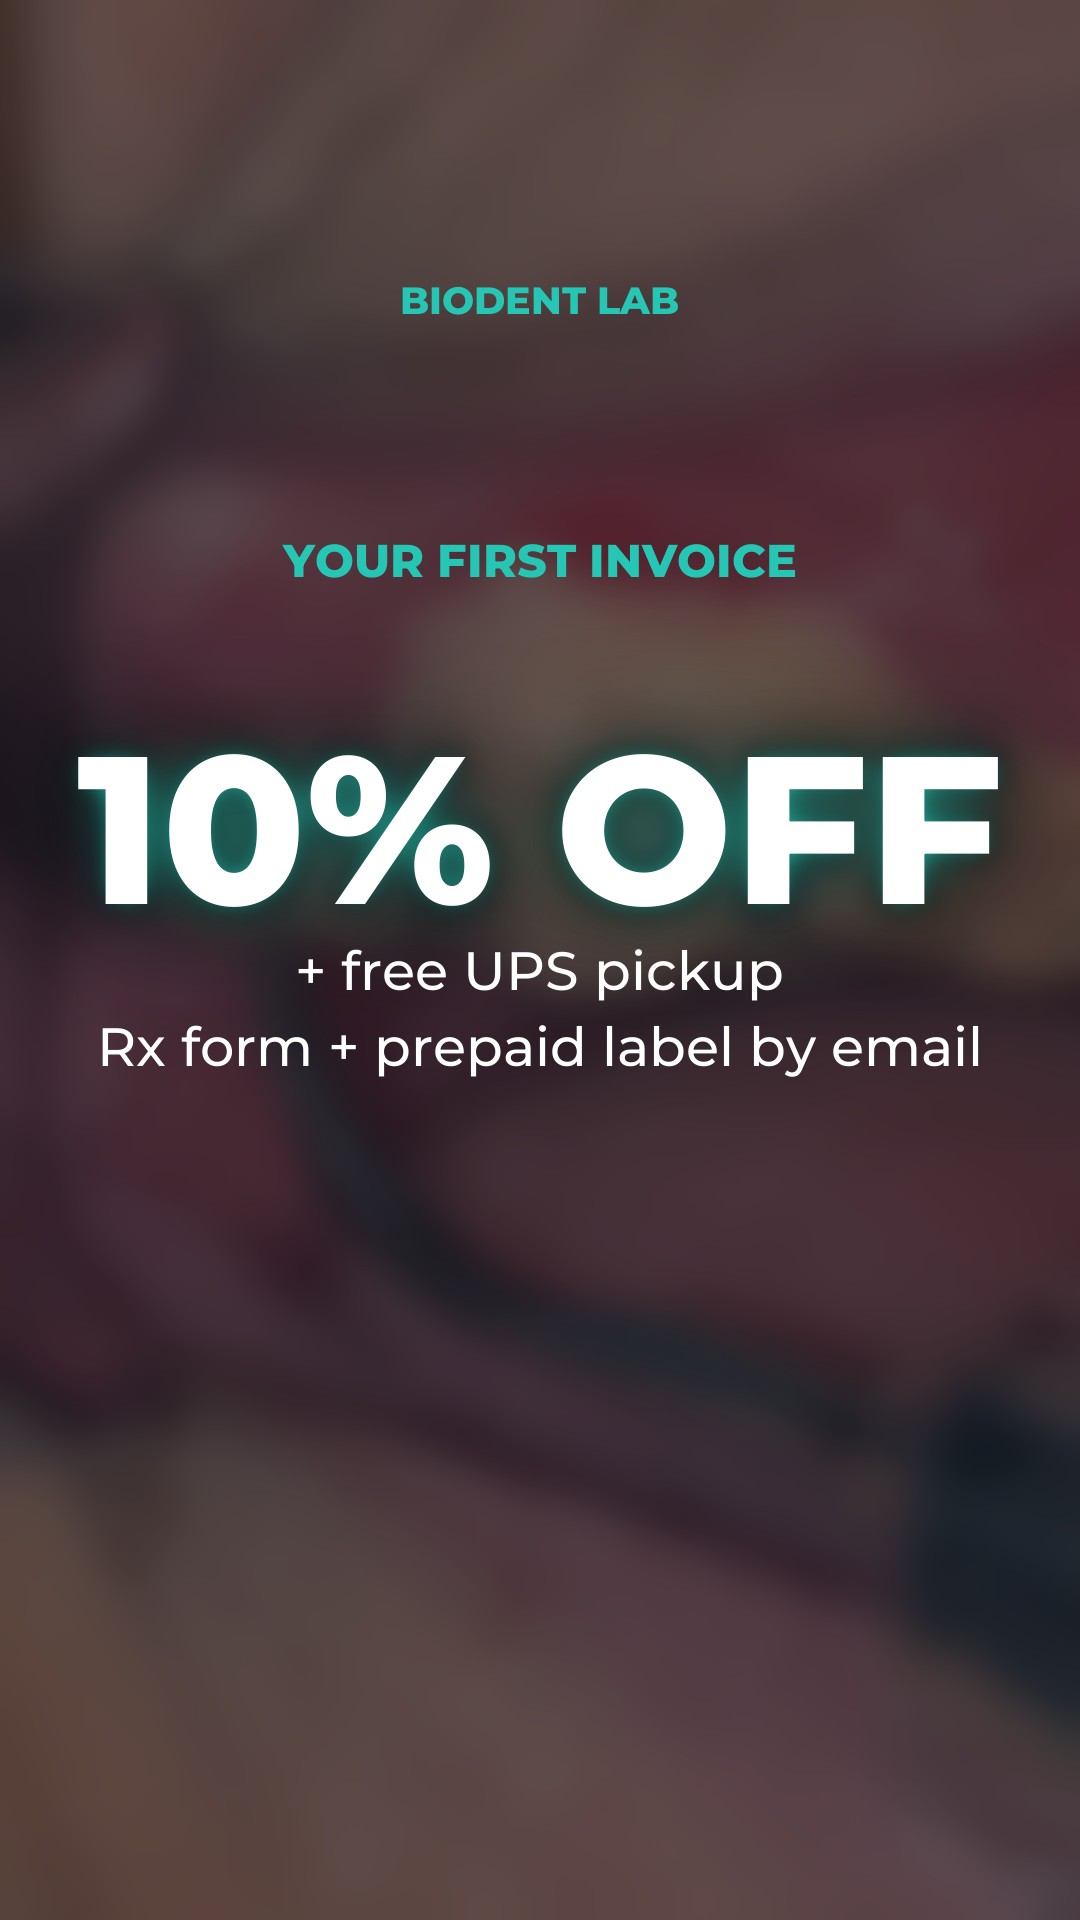 BIODENT LAB
YOUR FIRST INVOICE
10% OFF
+ free UPS pickup
Rx form + prepaid label by email